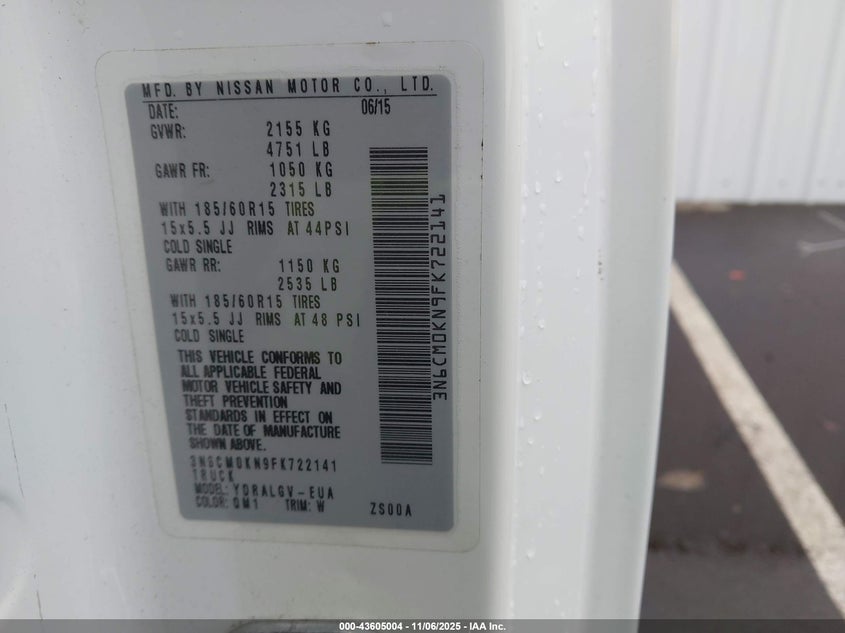 MFD. BY NISSAN MOTOR CO., LTD.
DATE: 06/15
GVWR: 2155 KG
4751 LB
GAWR FR: 1050 KG
2315 LB
WITH 185/60R15 TIRES
15x5.5 JJ RIMS AT 44PSI
COLD SINGLE
GAWR RR: 1150 KG
2535 LB
WITH 185/60R15 TIRES
15x5.5 JJ RIMS AT 48 PSI
COLD SINGLE
THIS VEHICLE CONFORMS TO
ALL APPLICABLE FEDERAL
MOTOR VEHICLE SAFETY AND
THEFT PREVENTION
STANDARDS IN EFFECT ON
THE DATE OF MANUFACTURE
SHOWN ABOVE.
3N6CM0KN9FK722141
TRUCK
MODEL: YDRALGV-EUA
COLOR: QM1 TRIM: W ZS00A
3N6CM0KN9FK722141
000-43605004 | 11/06/2025 - IAA Inc.